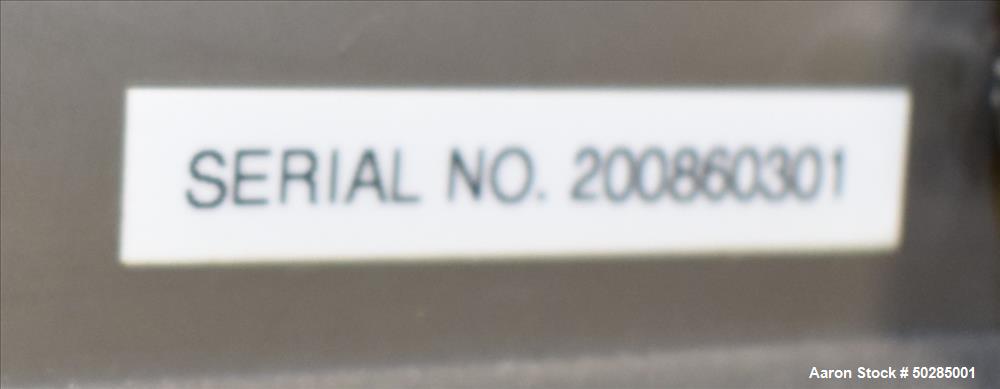 SERIAL NO. 200860301
Aaron Stock # 50285001